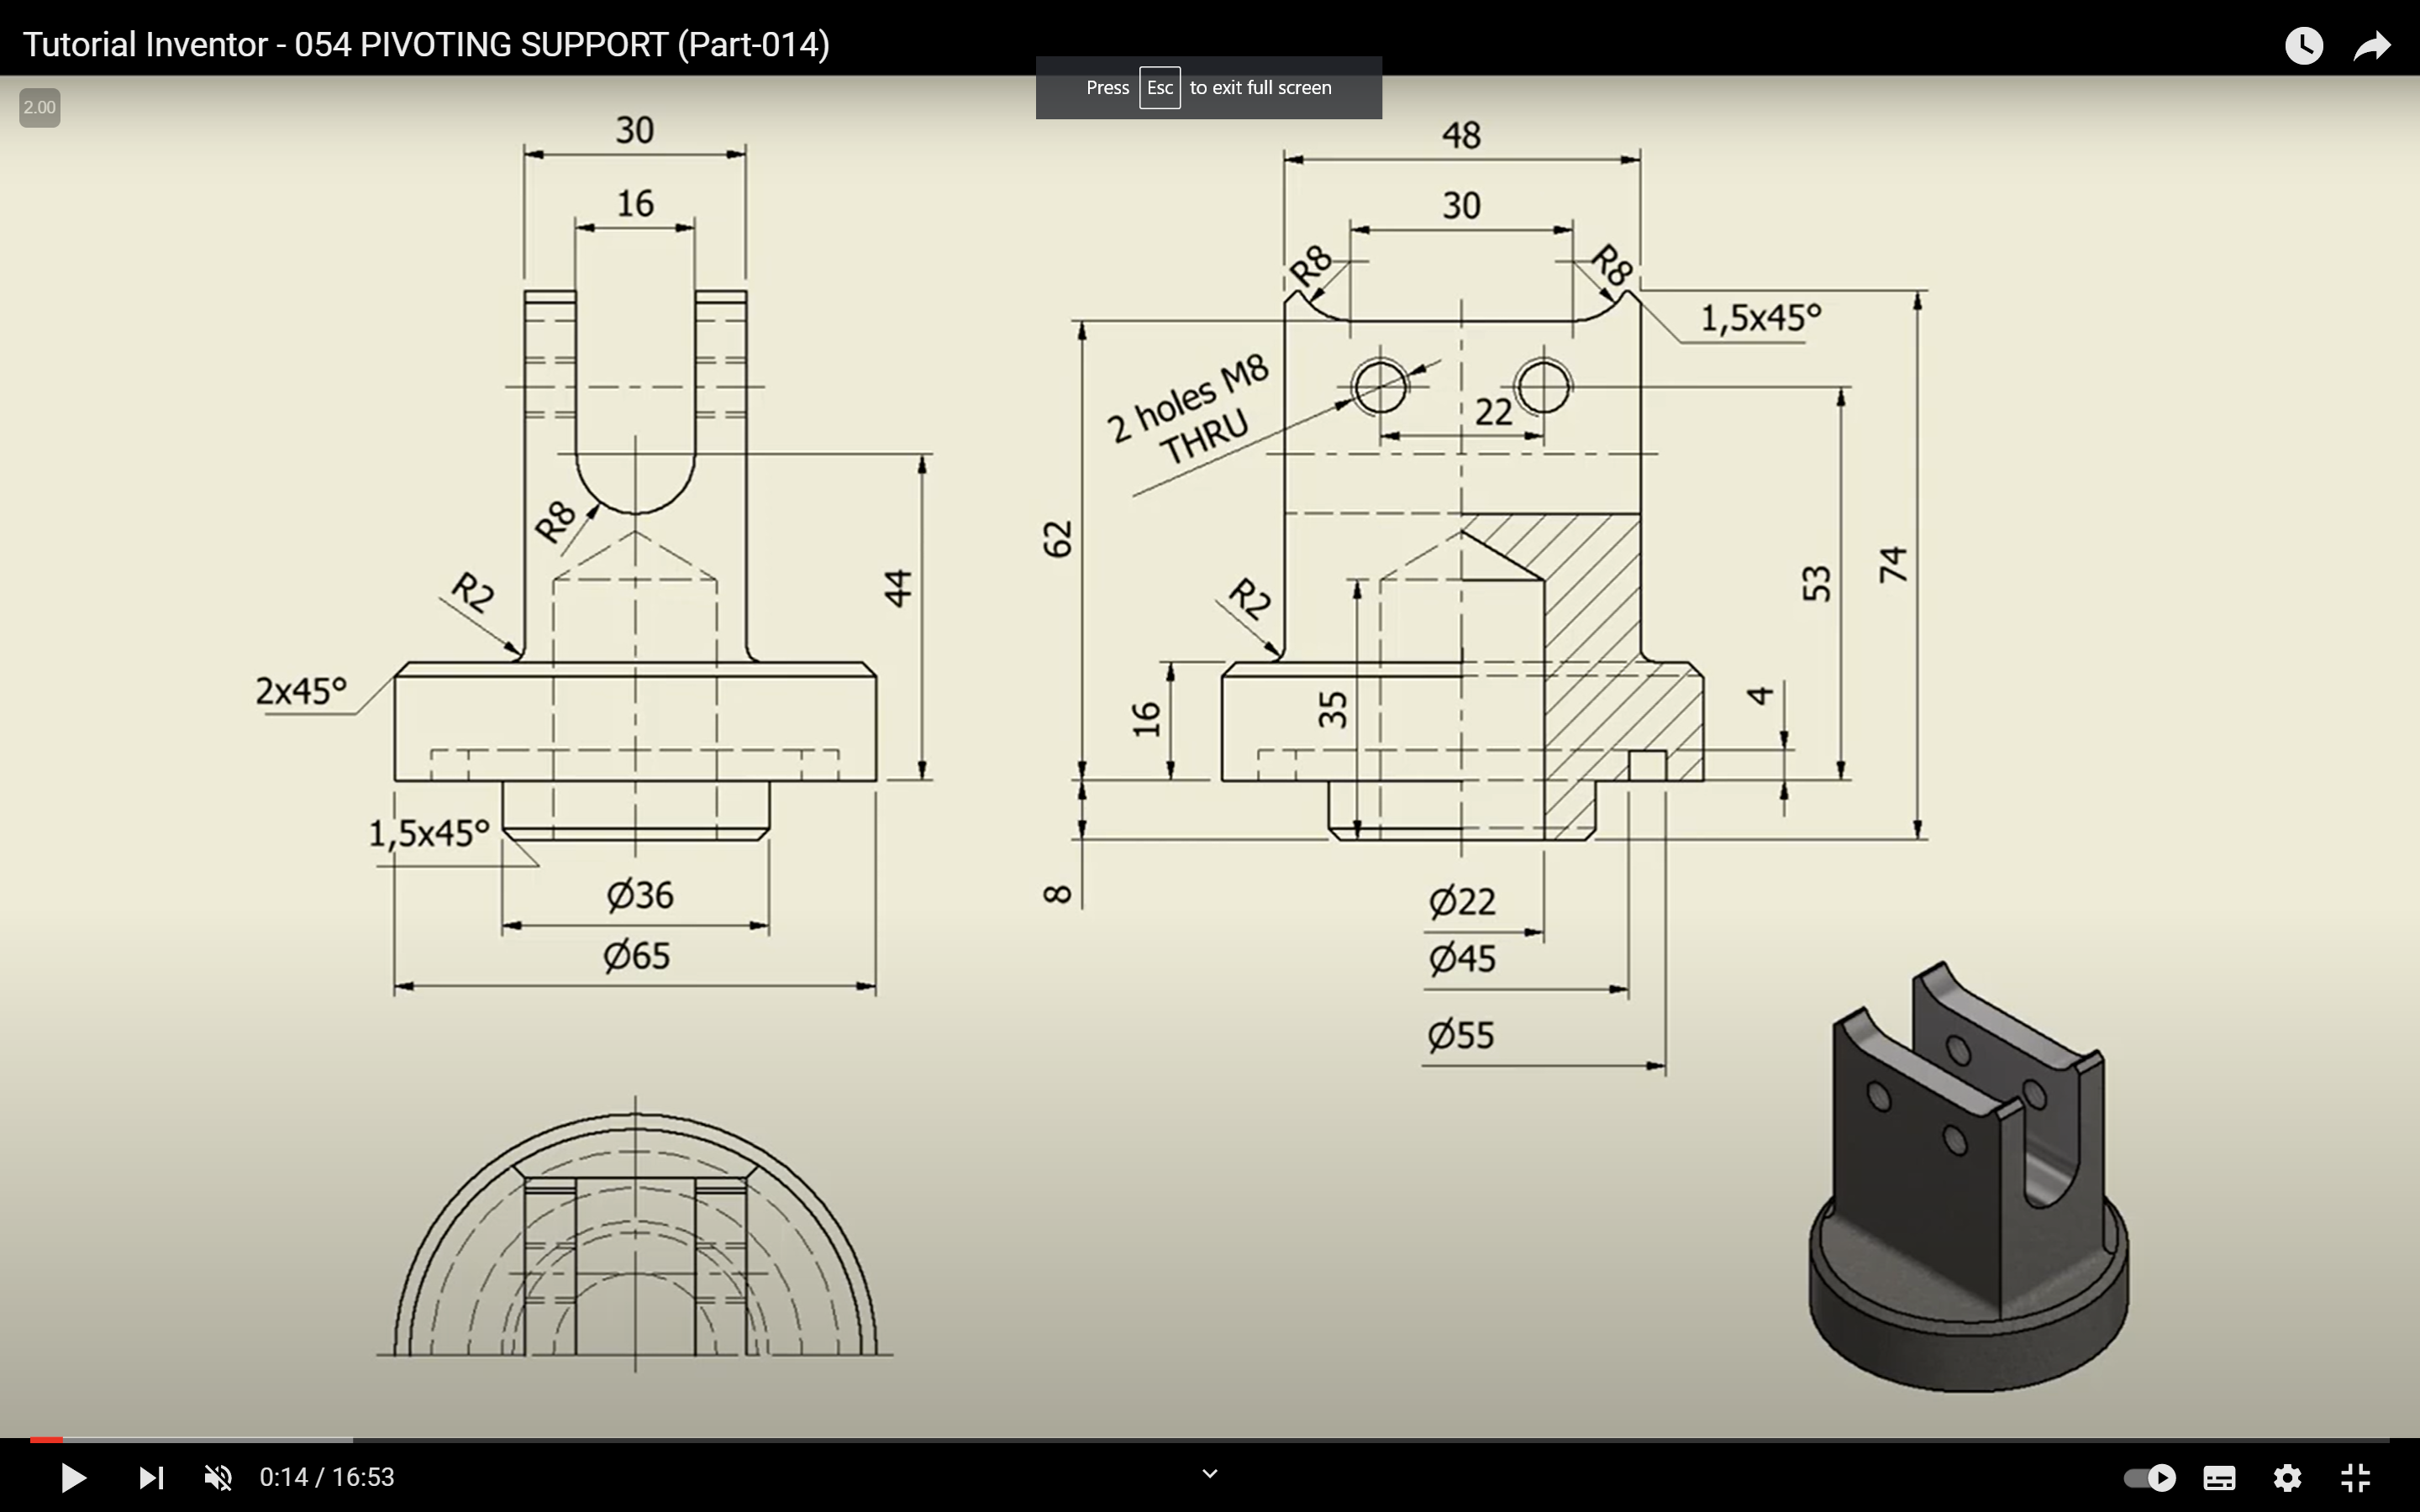 Tutorial Inventor - 054 PIVOTING SUPPORT (Part-014)
Press Esc to exit full screen
2.00
30
16
R8
R2
44
2x45°
1,5x45°
Ø36
Ø65
48
30
R8
R8
1,5x45°
2 holes M8
THRU
22
62
R2
53
74
16
35
4
8
Ø22
Ø45
Ø55
0:14 / 16:53